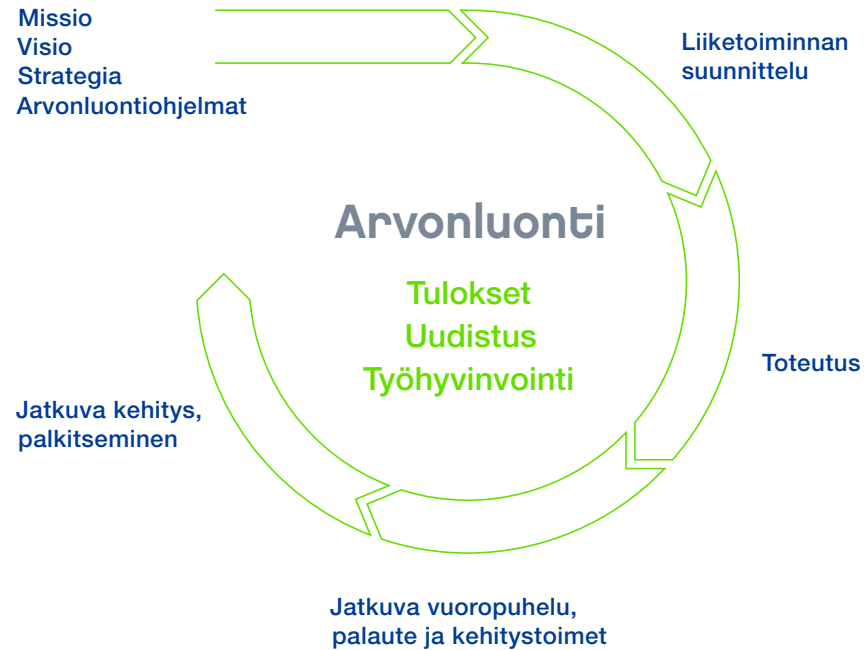 Missio
Visio
Strategia
Arvonluontiohjelmat
Liiketoiminnan
suunnittelu
Arvonluonti
Tulokset
Uudistus
Työhyvinvointi
Toteutus
Jatkuva kehitys,
palkitseminen
Jatkuva vuoropuhelu,
palaute ja kehitystoimet